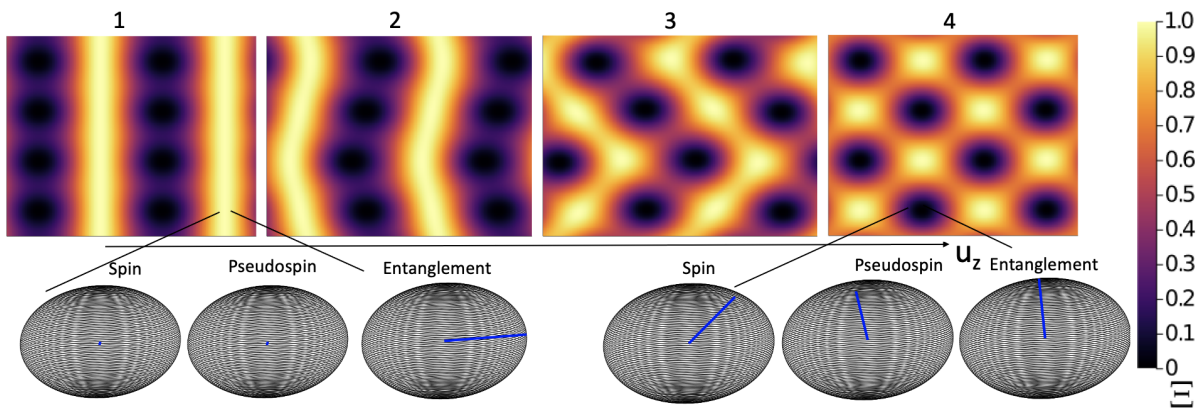 1 2 3 4
1.0
0.9
0.8
0.7
0.6
0.5
0.4
0.3
0.2
0.1
0
Ξ
u_z
Spin Pseudospin Entanglement
Spin Pseudospin Entanglement